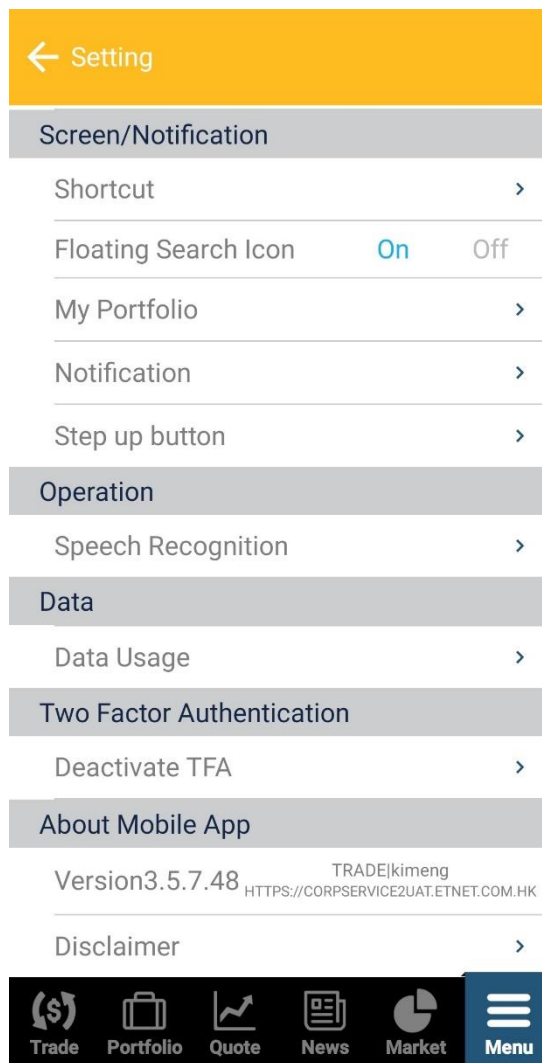 Setting
Screen/Notification
Shortcut
Floating Search Icon On Off
My Portfolio
Notification
Step up button
Operation
Speech Recognition
Data
Data Usage
Two Factor Authentication
Deactivate TFA
About Mobile App
Version3.5.7.48 TRADE|kimeng
HTTPS://CORPSERVICE2UAT.ETNET.COM.HK
Disclaimer
Trade Portfolio Quote News Market Menu